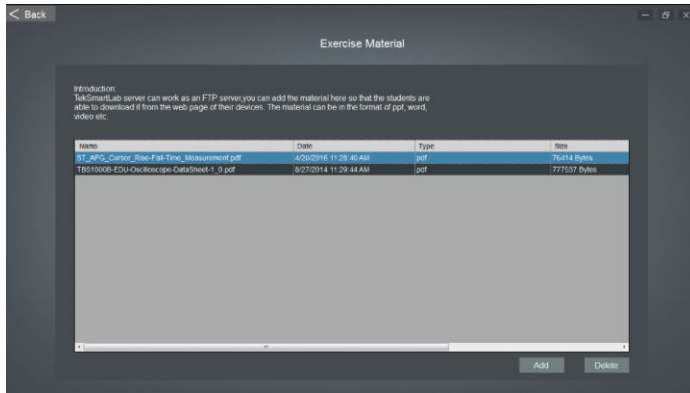 < Back
Exercise Material
Introduction:
TekSmartLab server can work as an FTP server,you can add the material here so that the students are
able to download it from the web page of their devices. The material can be in the format of ppt, word,
video etc.
Name Date Type Size
ST_AFG_Cursor_Rise-Fall-Time_Measurement.pdf 4/20/2016 11:28:40 AM pdf 76414 Bytes
TBS1000B-EDU-Oscilloscope-DataSheet-1_0.pdf 8/27/2014 11:29:44 AM pdf 777537 Bytes
Add Delete